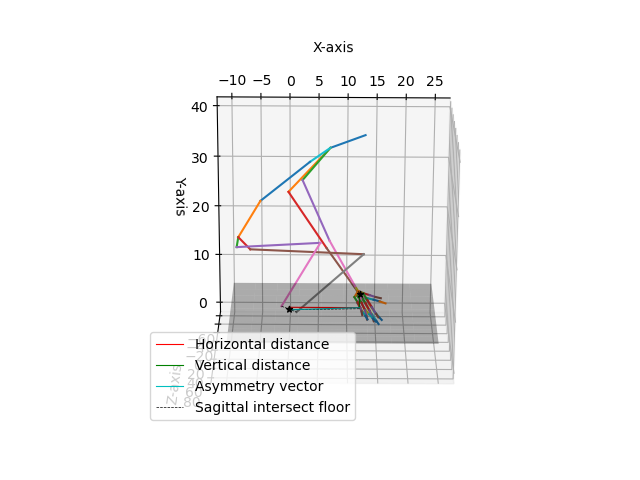 X-axis
−10 −5 0 5 10 15 20 25
40
30
Y-axis
20
10
0
Horizontal distance
Vertical distance
Asymmetry vector
Sagittal intersect floor
Z-axis